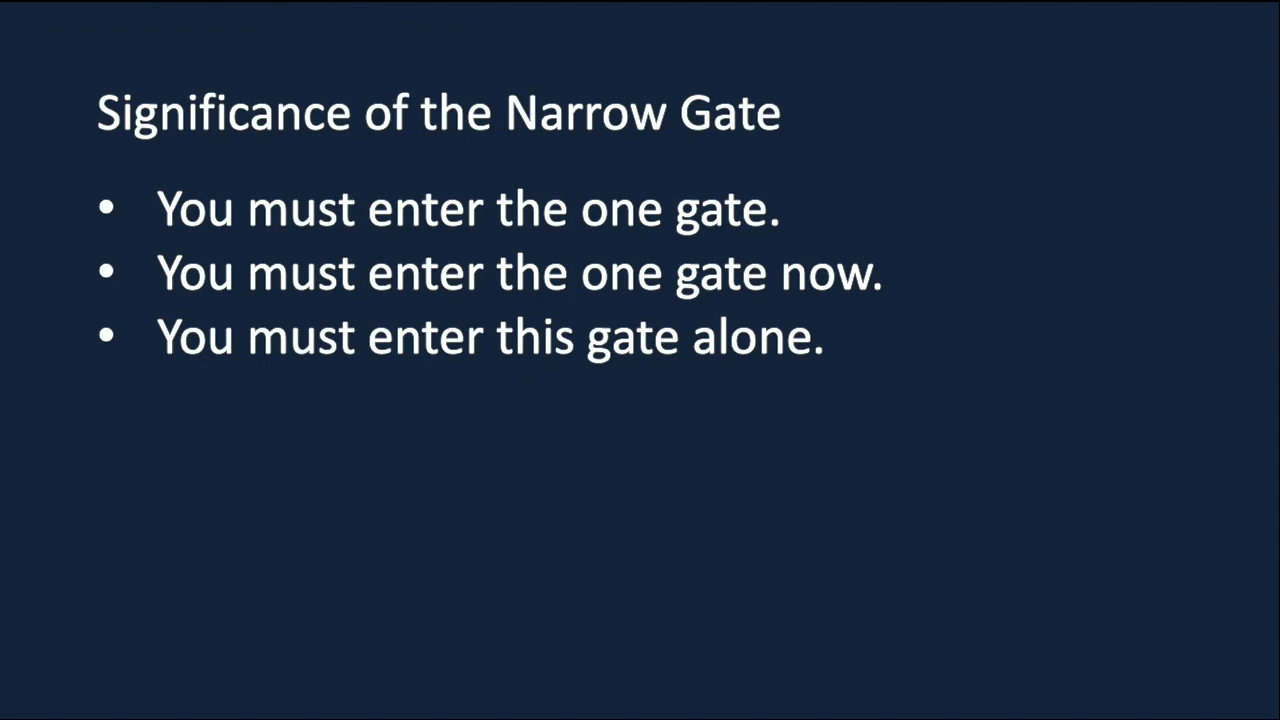 Significance of the Narrow Gate
• You must enter the one gate.
• You must enter the one gate now.
• You must enter this gate alone.